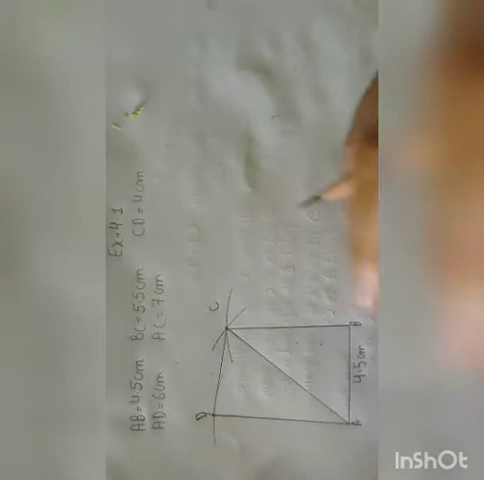 Ex 4.1
AB = 4.5cm BC = 5.5cm CD = 4cm
AD = 6cm AC = 7cm
D
C
A
B
4.5cm
InShOt